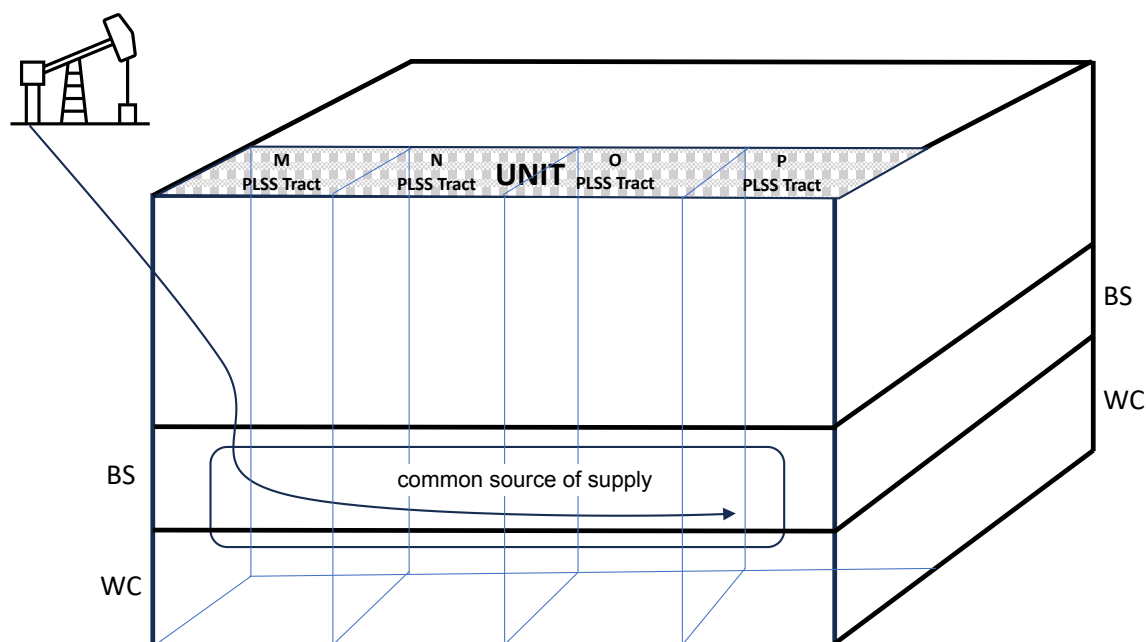 M
PLSS Tract
N
PLSS Tract
UNIT
O
PLSS Tract
P
PLSS Tract
BS
WC
BS
common source of supply
WC